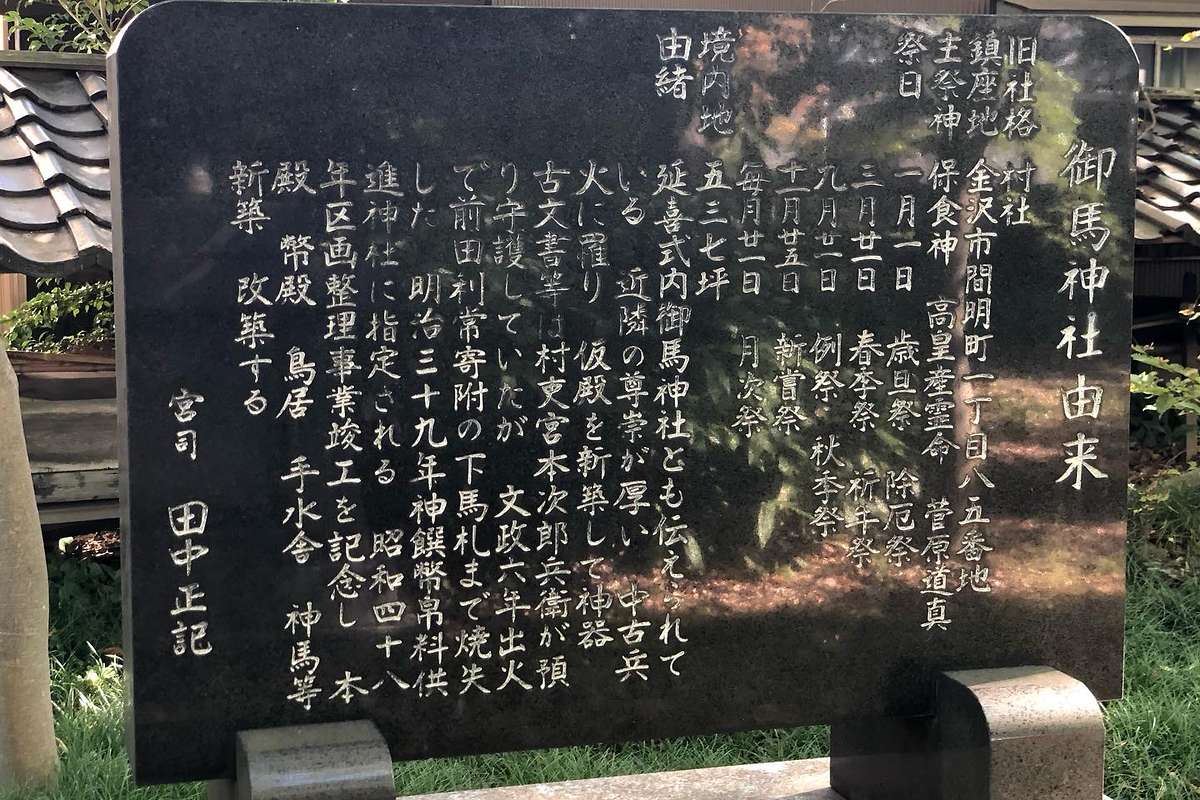 御馬神社由来
旧社格 村社
鎮座地 金沢市間明町一丁目八五番地
主祭神 保食神 高皇産霊命 菅原道真
祭日 一月一日 歳旦祭 除厄祭
三月廿一日 春季祭 祈年祭
九月廿一日 例祭 秋季祭
十一月廿五日 新嘗祭
毎月廿一日 月次祭
境内地 五三七坪
由緒 延喜式内御馬神社とも伝えられて
いる 近隣の尊崇が厚い 中古兵
火に羅り 仮殿を新築して神器
古文書等は村吏宮本次郎兵衛が預
り守護していたが 文政六年出火
で前田利常寄附の下馬札まで焼失
した 明治三十九年神饌幣帛料供
進神社に指定される 昭和四十八
年区画整理事業竣工を記念し 本
殿 幣殿 鳥居 手水舎 神馬等
新築 改築する
宮司 田中正記